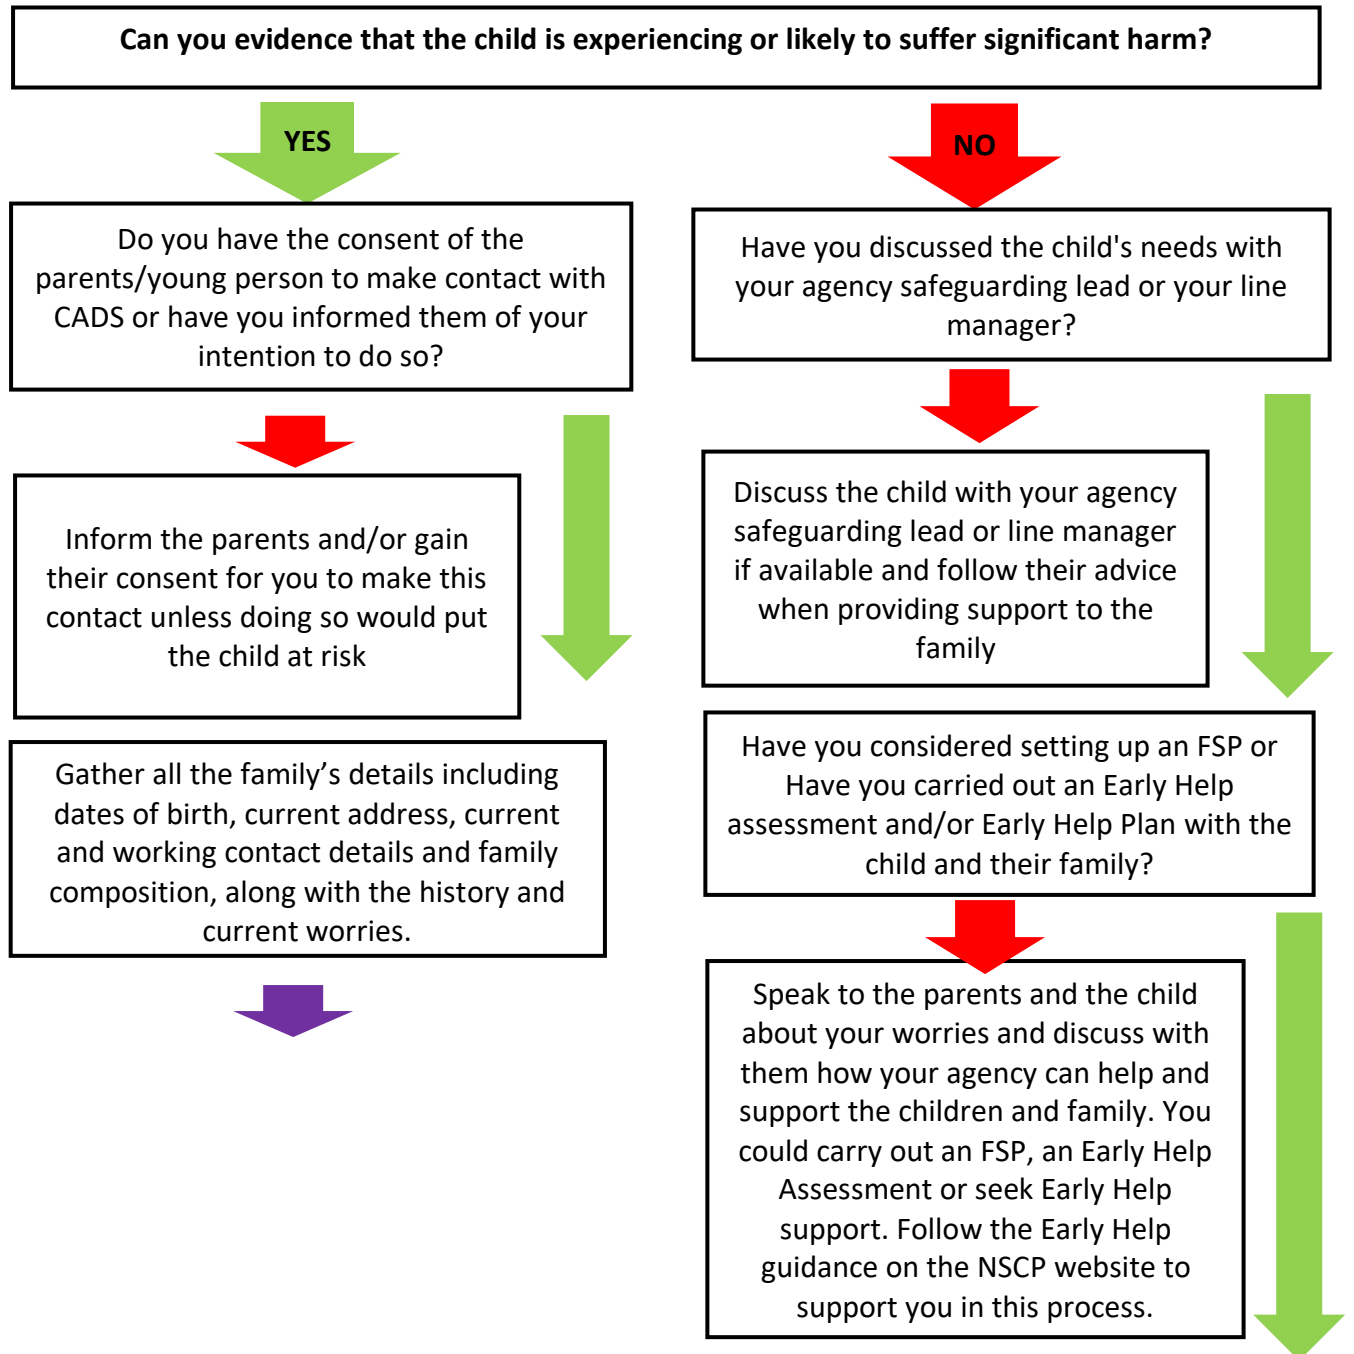 Can you evidence that the child is experiencing or likely to suffer significant harm?
YES
Do you have the consent of the
parents/young person to make contact with
CADS or have you informed them of your
intention to do so?
Inform the parents and/or gain
their consent for you to make this
contact unless doing so would put
the child at risk
Gather all the family’s details including
dates of birth, current address, current
and working contact details and family
composition, along with the history and
current worries.
NO
Have you discussed the child's needs with
your agency safeguarding lead or your line
manager?
Discuss the child with your agency
safeguarding lead or line manager
if available and follow their advice
when providing support to the
family
Have you considered setting up an FSP or
Have you carried out an Early Help
assessment and/or Early Help Plan with the
child and their family?
Speak to the parents and the child
about your worries and discuss with
them how your agency can help and
support the children and family. You
could carry out an FSP, an Early Help
Assessment or seek Early Help
support. Follow the Early Help
guidance on the NSCP website to
support you in this process.